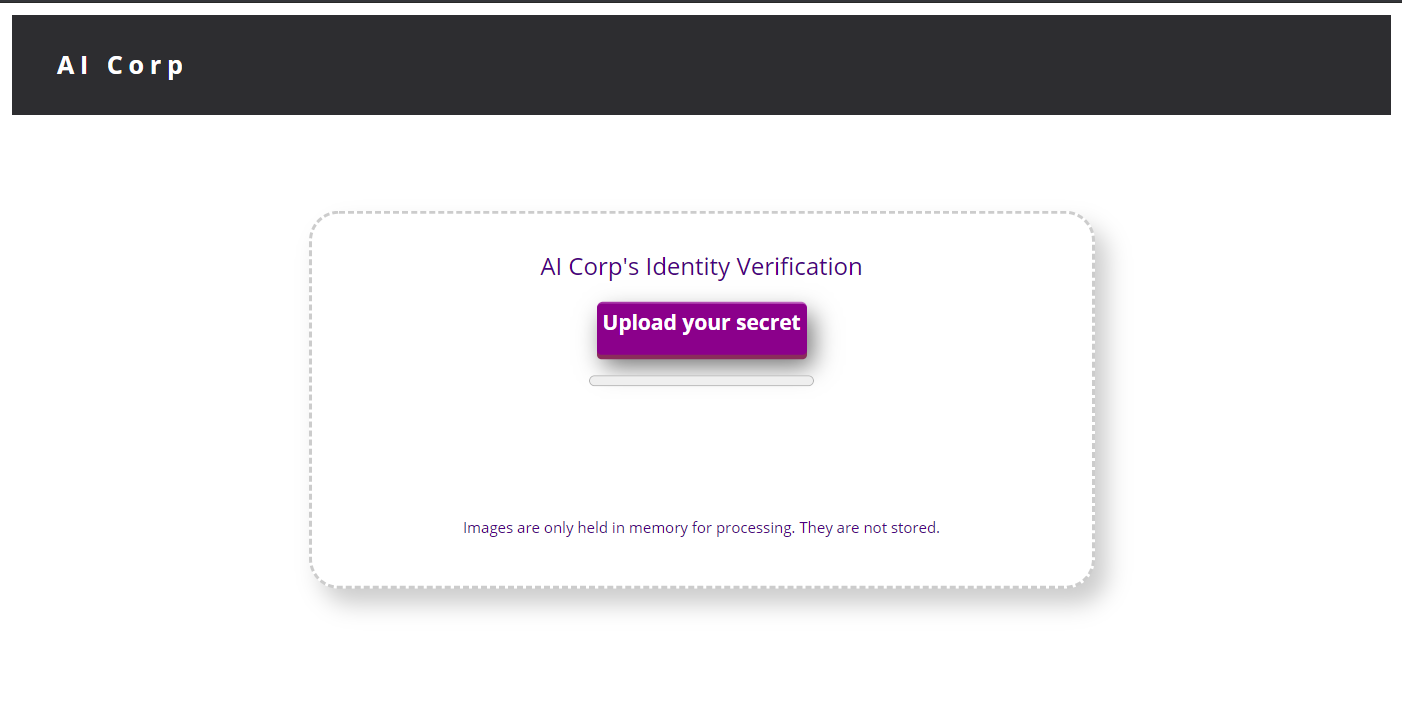 AI Corp
AI Corp's Identity Verification
Upload your secret
Images are only held in memory for processing. They are not stored.